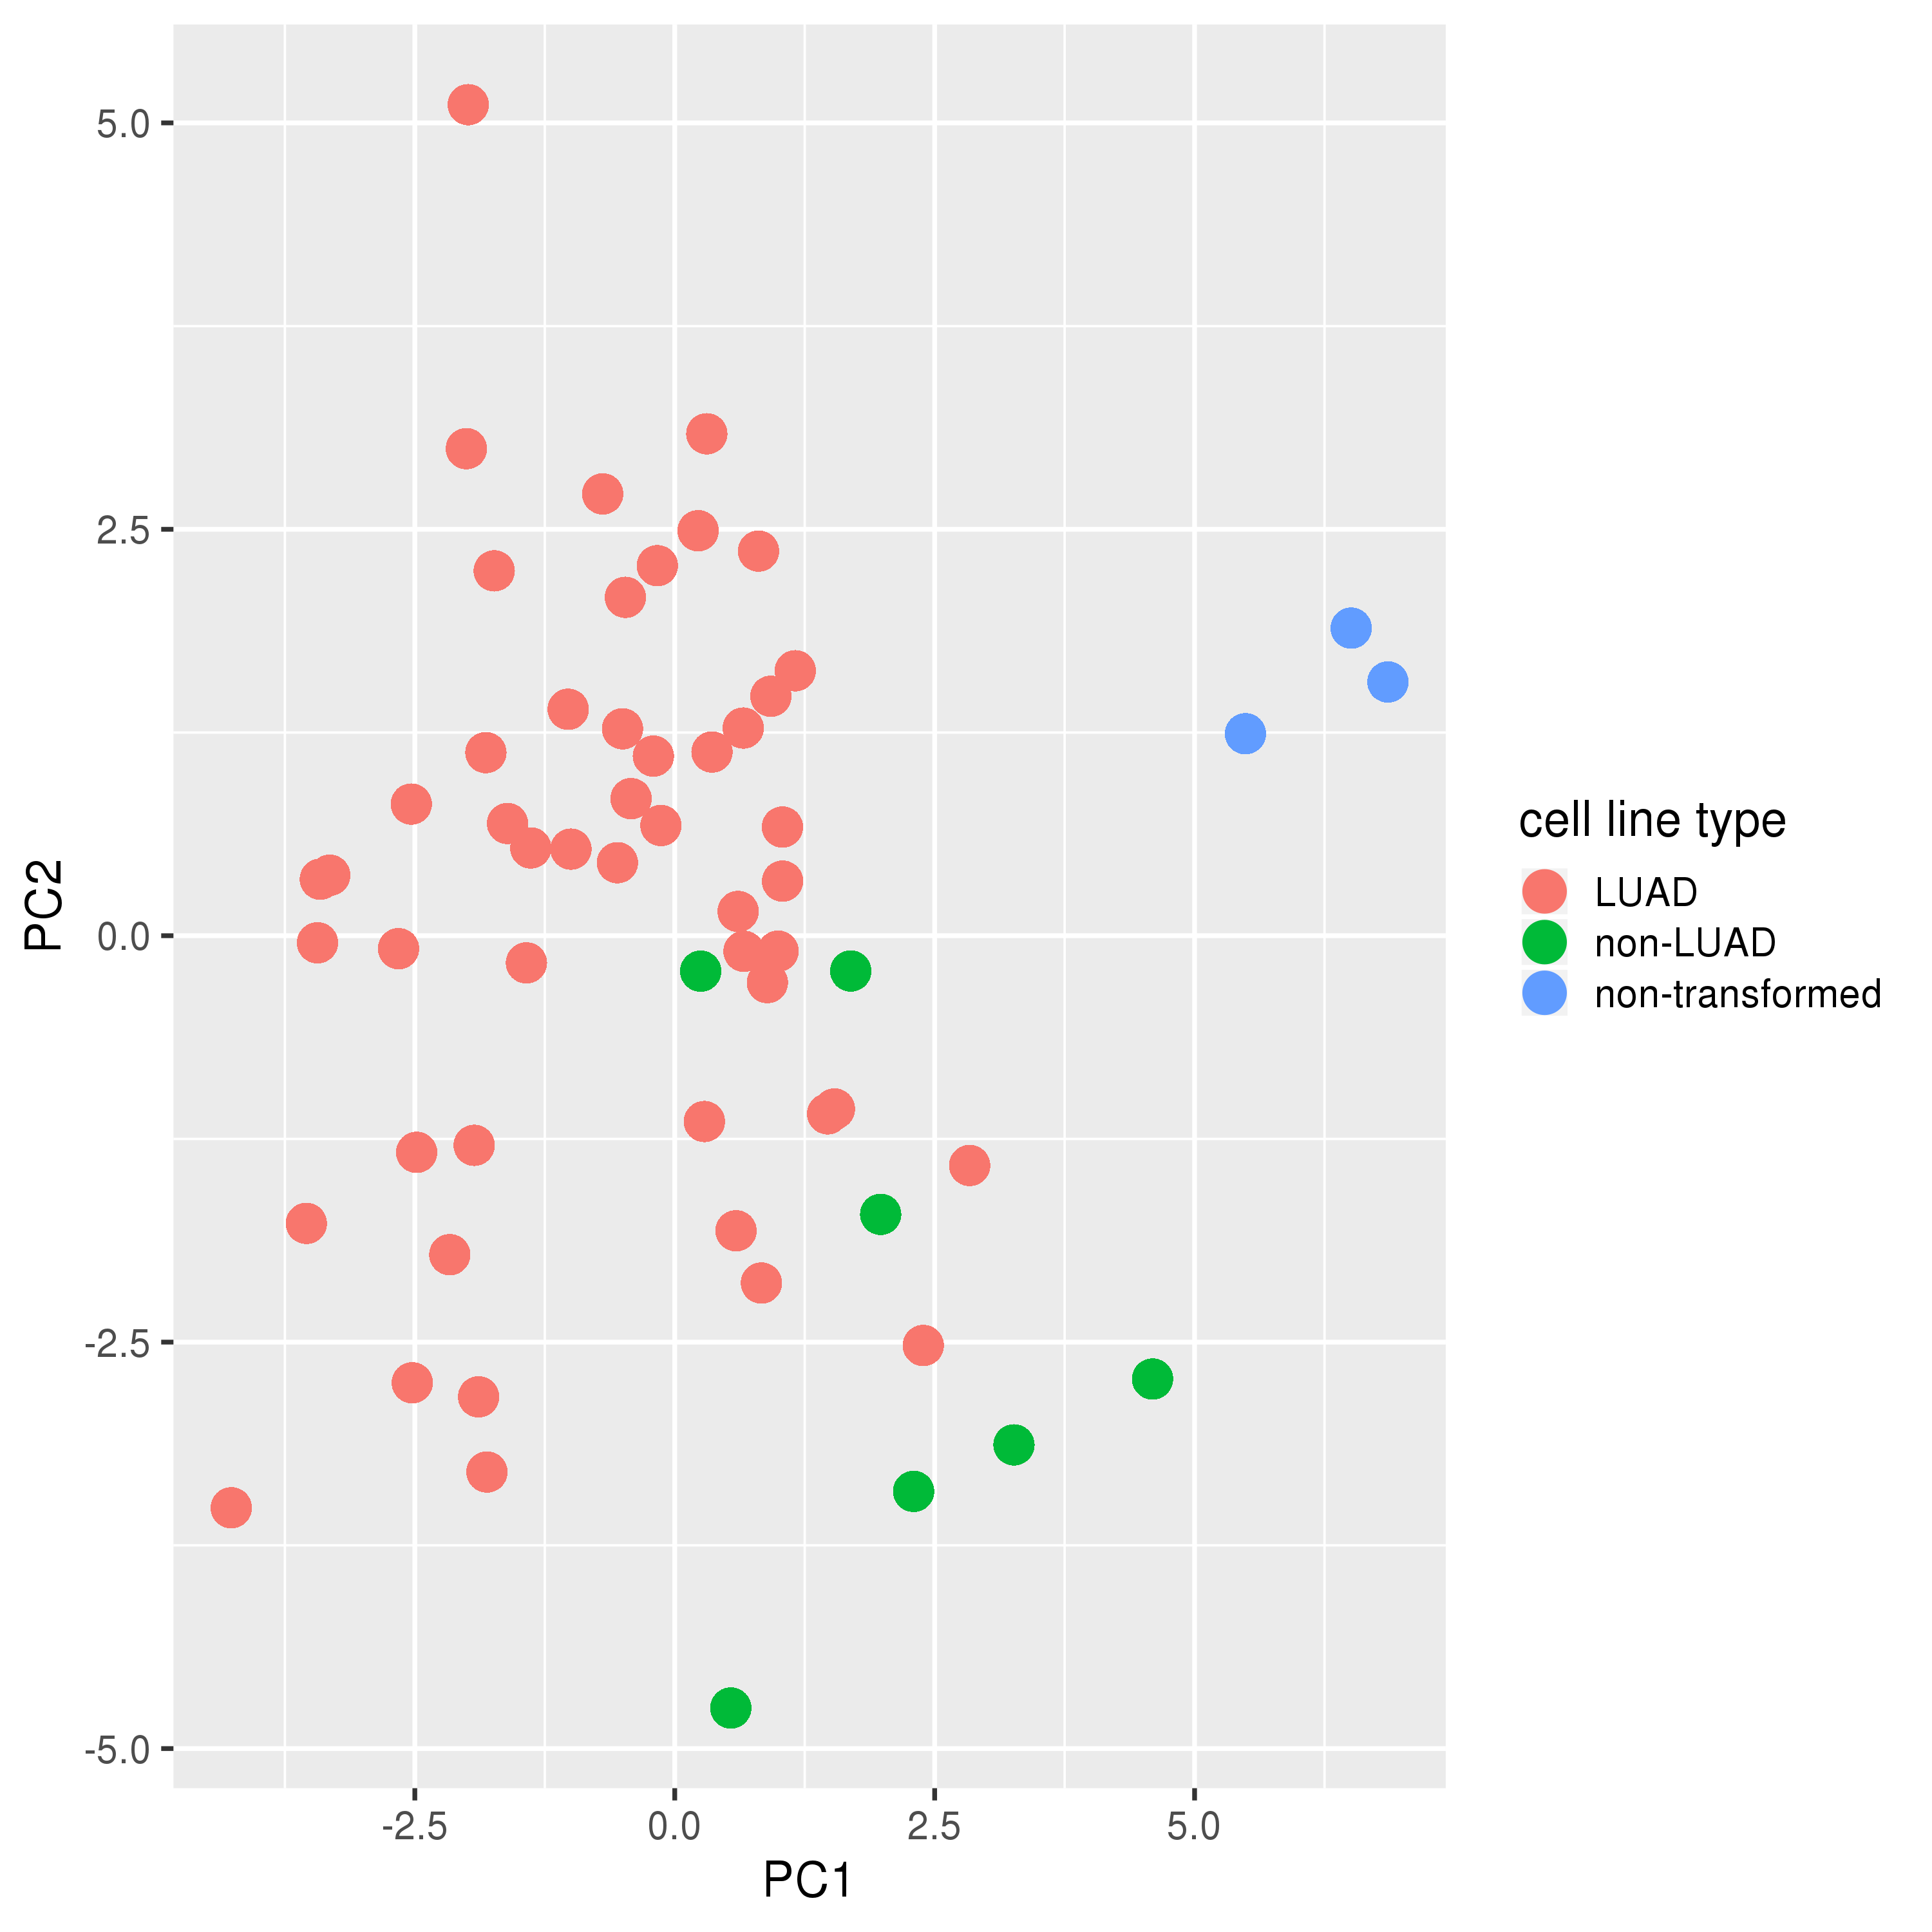 5.0
2.5
0.0
-2.5
-5.0
PC2
-2.5 0.0 2.5 5.0
PC1
cell line type
LUAD
non-LUAD
non-transformed